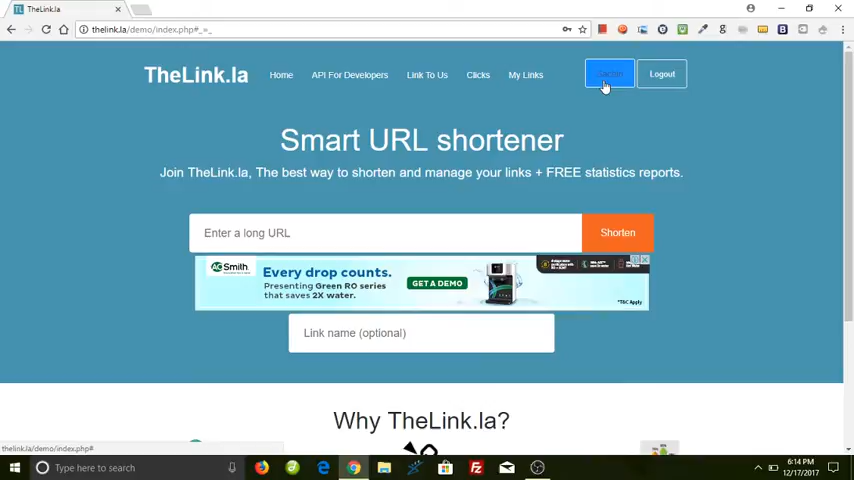 TheLink.la
thelink.la/demo/index.php#_=_
TheLink.la
Home
API For Developers
Link To Us
Clicks
My Links
Logout
Smart URL shortener
Join TheLink.la, The best way to shorten and manage your links + FREE statistics reports.
Enter a long URL
Shorten
AO Smith
Every drop counts.
Presenting Green RO series
that saves 2X water.
GET A DEMO
*T&C Apply
Link name (optional)
Why TheLink.la?
thelink.la/demo/index.php#
Type here to search
6:14 PM
12/17/2017